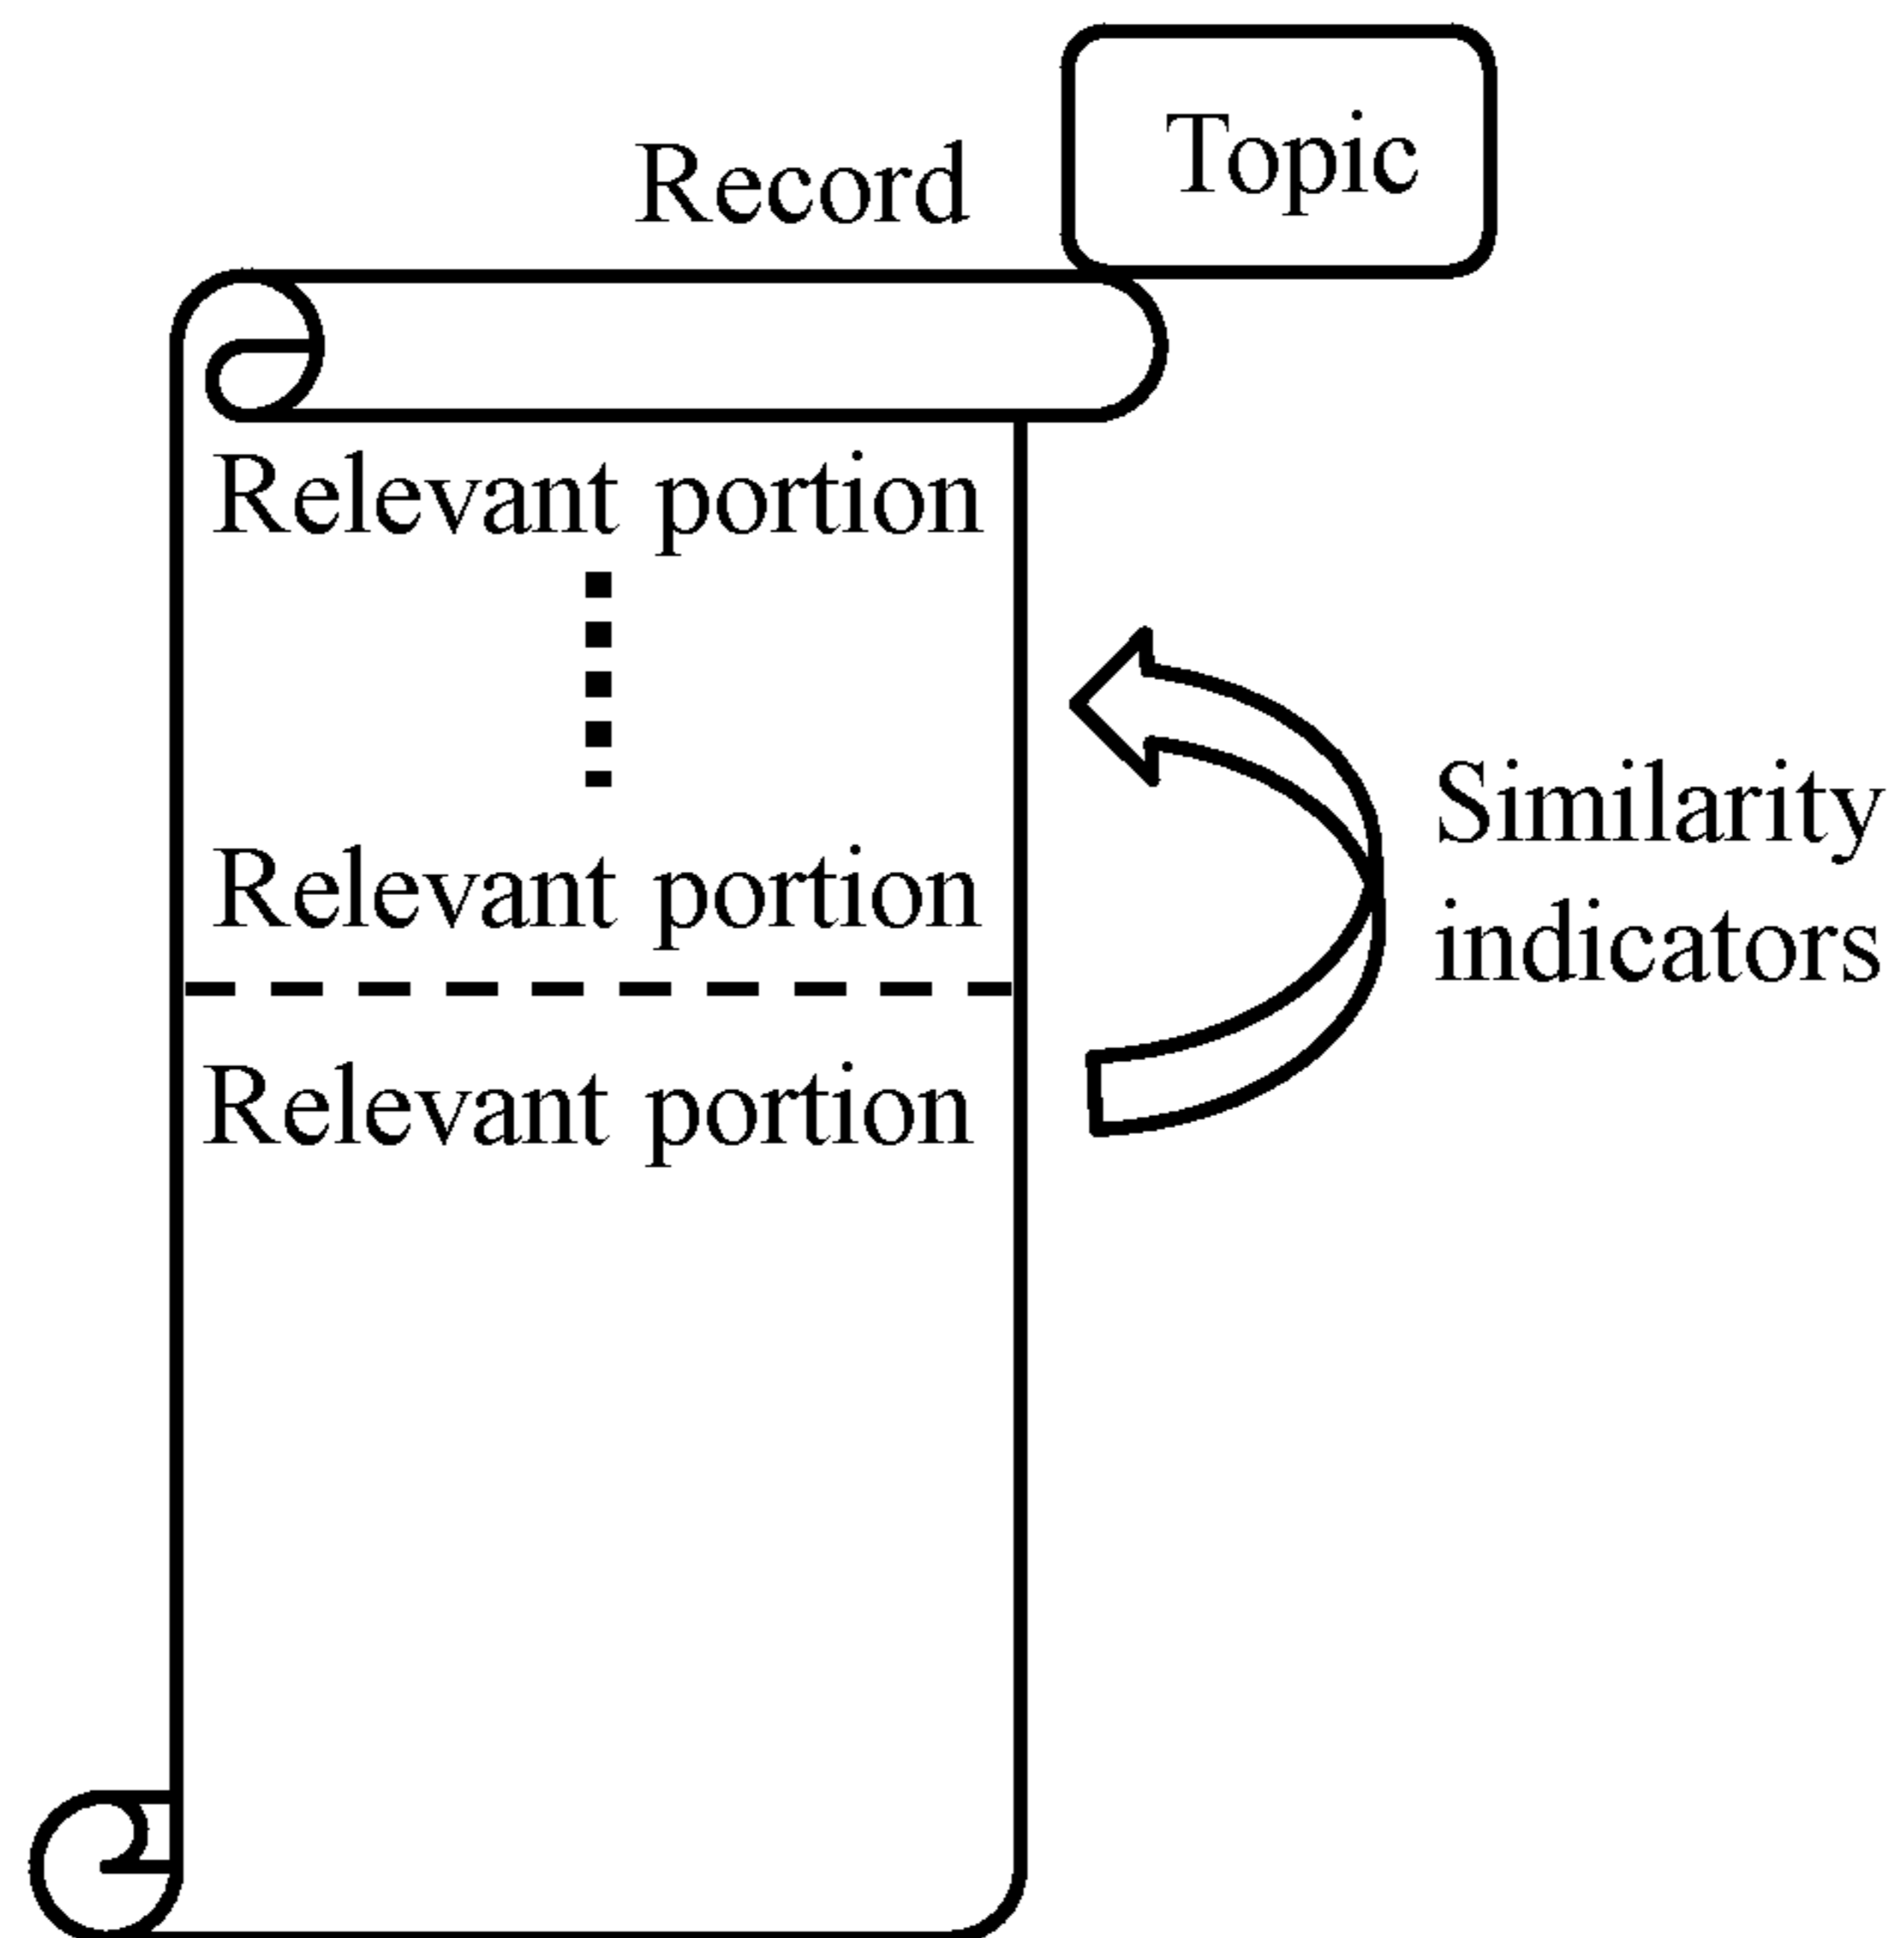 Topic
Record
Relevant portion
Relevant portion
Relevant portion
Similarity
indicators